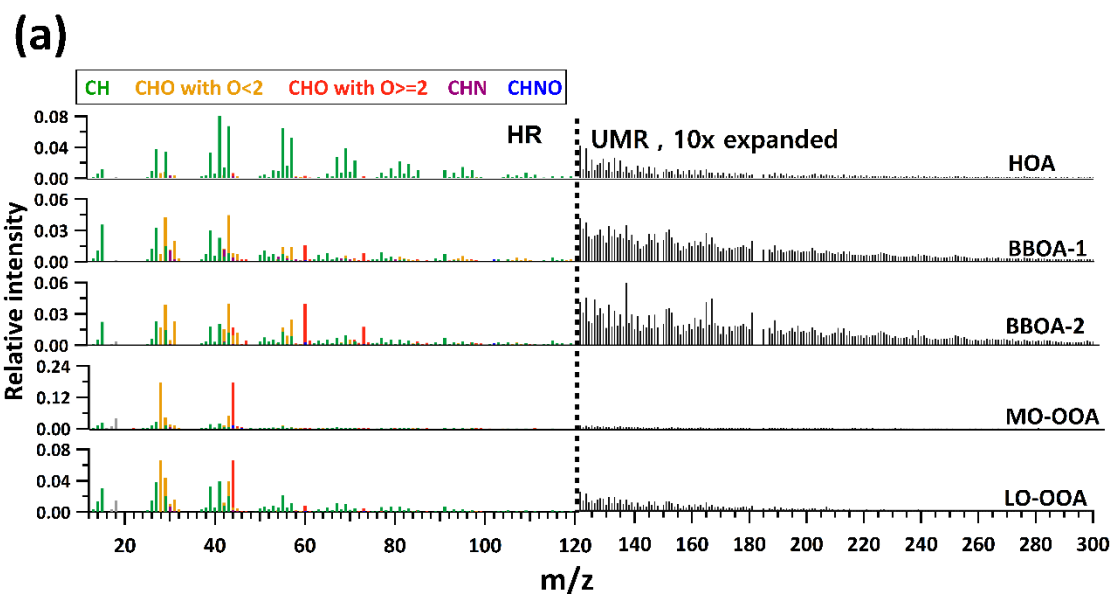 (a)
CH CHO with O<2 CHO with O>=2 CHN CHNO
HR UMR , 10x expanded
Relative intensity
0.08
0.04
0.00
HOA
0.06
0.03
0.00
BBOA-1
0.06
0.03
0.00
BBOA-2
0.24
0.12
0.00
MO-OOA
0.08
0.04
0.00
LO-OOA
20 40 60 80 100 120 140 160 180 200 220 240 260 280 300
m/z